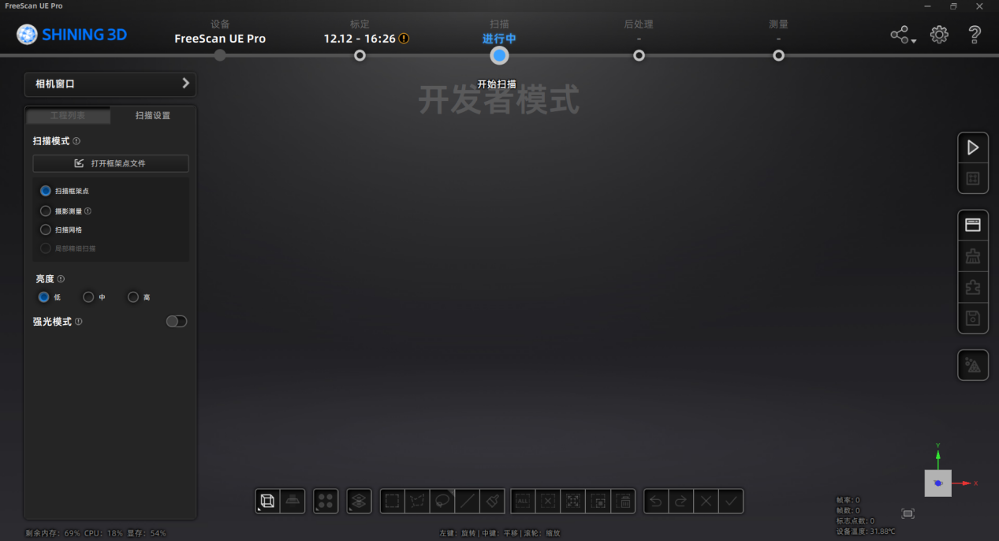 FreeScan UE Pro
SHINING 3D
设备
FreeScan UE Pro
标定
12.12 - 16:26
扫描
进行中
后处理
-
测量
-
开始扫描
开发者模式
相机窗口
工程列表
扫描设置
扫描模式
打开框架点文件
扫描框架点
摄影测量
扫描网格
局部精细扫描
亮度
低
中
高
强光模式
ALL
Y
X
帧率: 0
帧数: 0
标志点数: 0
设备温度: 31.88℃
剩余内存: 69% CPU: 18% 显存: 54%
左键: 旋转 | 中键: 平移 | 滚轮: 缩放